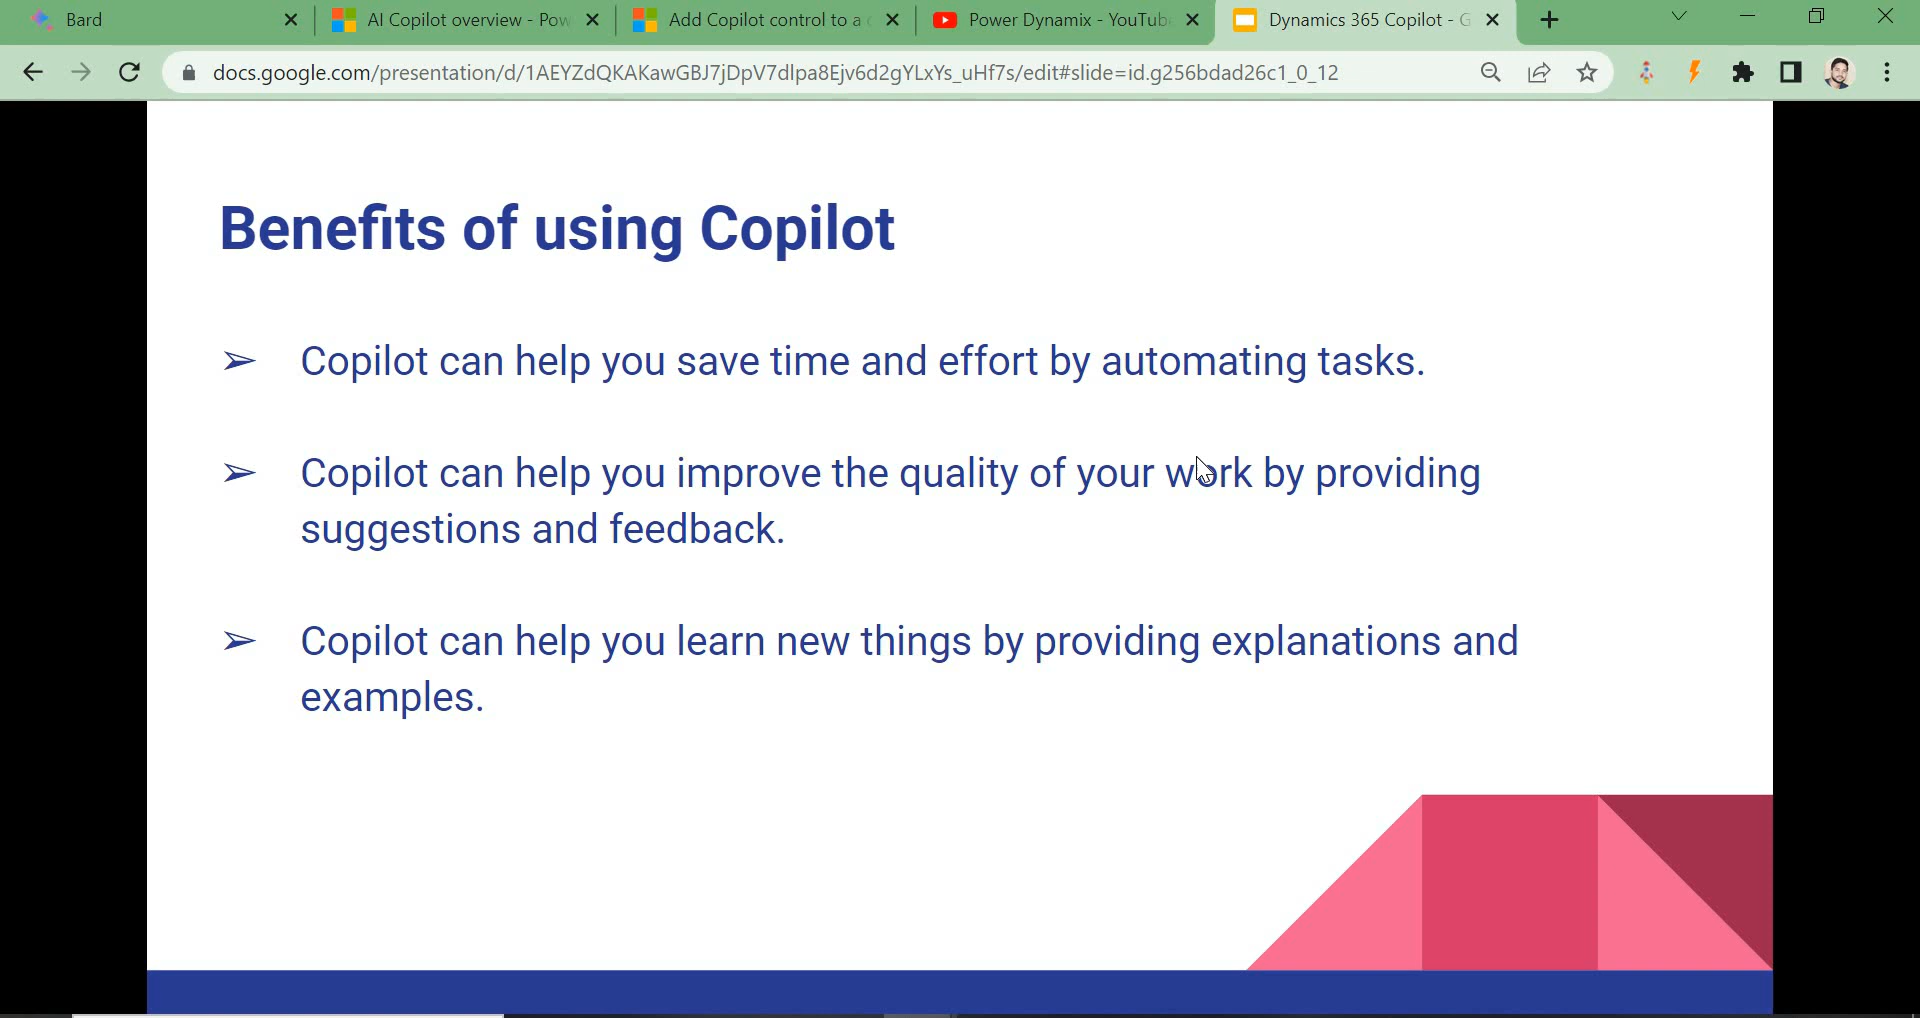 Bard
AI Copilot overview - Pow
Add Copilot control to a
Power Dynamix - YouTub
Dynamics 365 Copilot - G
docs.google.com/presentation/d/1AEYZdQKAKawGBJ7jDpV7dlpa8Ejv6d2gYLxYs_uHf7s/edit#slide=id.g256bdad26c1_0_12
Benefits of using Copilot
➢ Copilot can help you save time and effort by automating tasks.
➢ Copilot can help you improve the quality of your work by providing
suggestions and feedback.
➢ Copilot can help you learn new things by providing explanations and
examples.